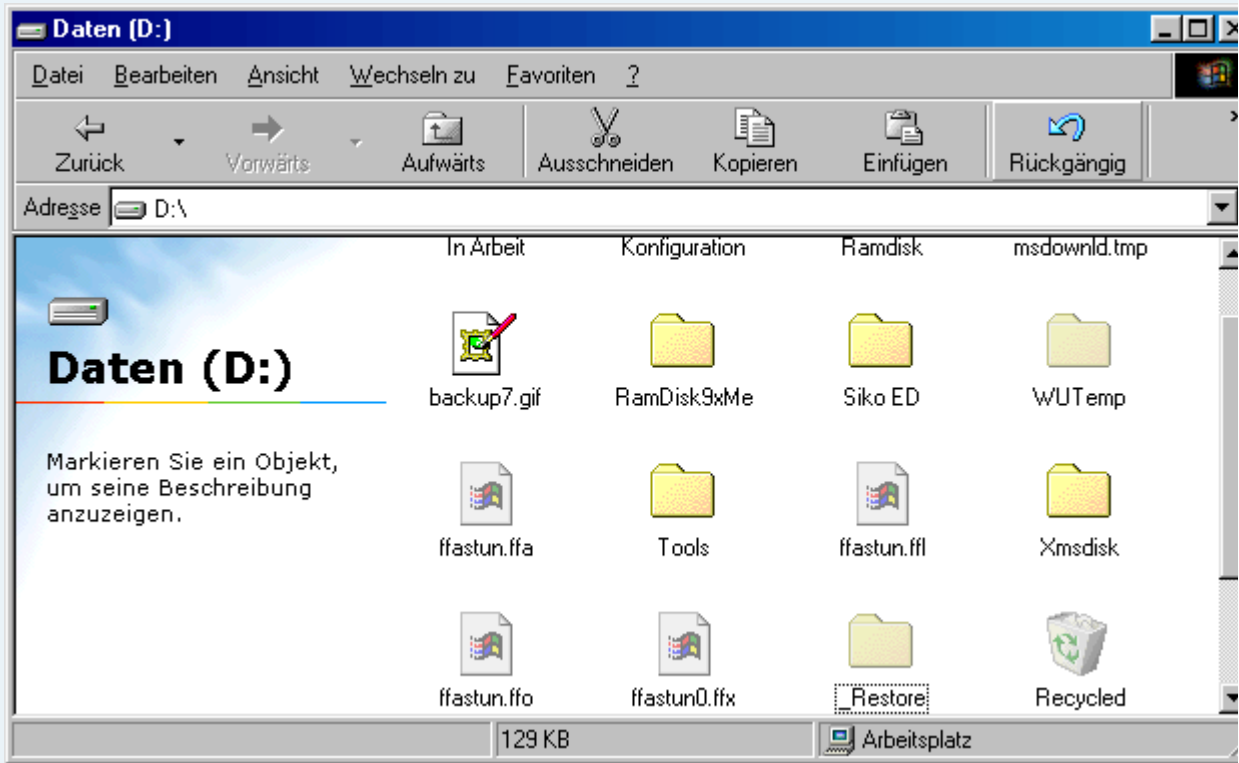 Daten (D:)
Datei Bearbeiten Ansicht Wechseln zu Favoriten ?
Zurück Vorwärts Aufwärts Ausschneiden Kopieren Einfügen Rückgängig »
Adresse D:\
In Arbeit Konfiguration Ramdisk msdownld.tmp
Daten (D:)
Markieren Sie ein Objekt,
um seine Beschreibung
anzuzeigen.
backup7.gif RamDisk9xMe Siko ED WUTemp
ffastun.ffa Tools ffastun.ffl Xmsdisk
ffastun.ffo ffastun0.ffx _Restore Recycled
129 KB Arbeitsplatz